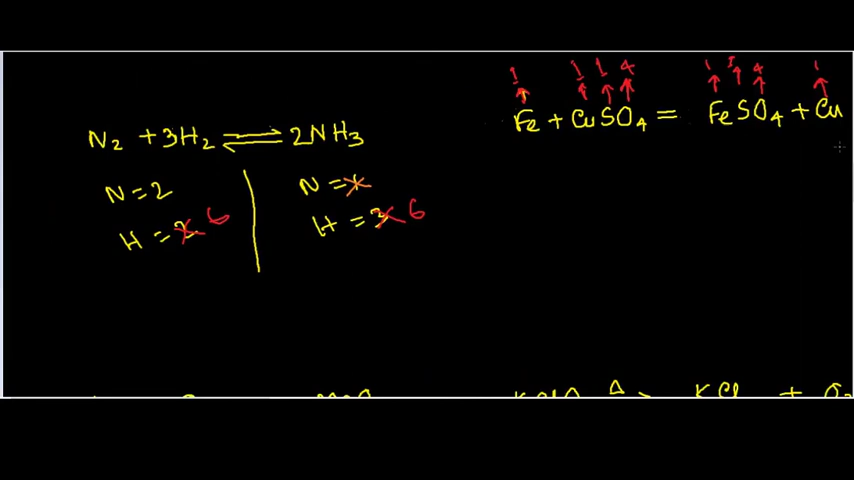 N2 + 3H2 ⇌ 2NH3
N = 2
H = 2 6
N = 1
H = 3 6
1 1 1 4 1 1 4 1
Fe + CuSO4 = FeSO4 + Cu
KCl +